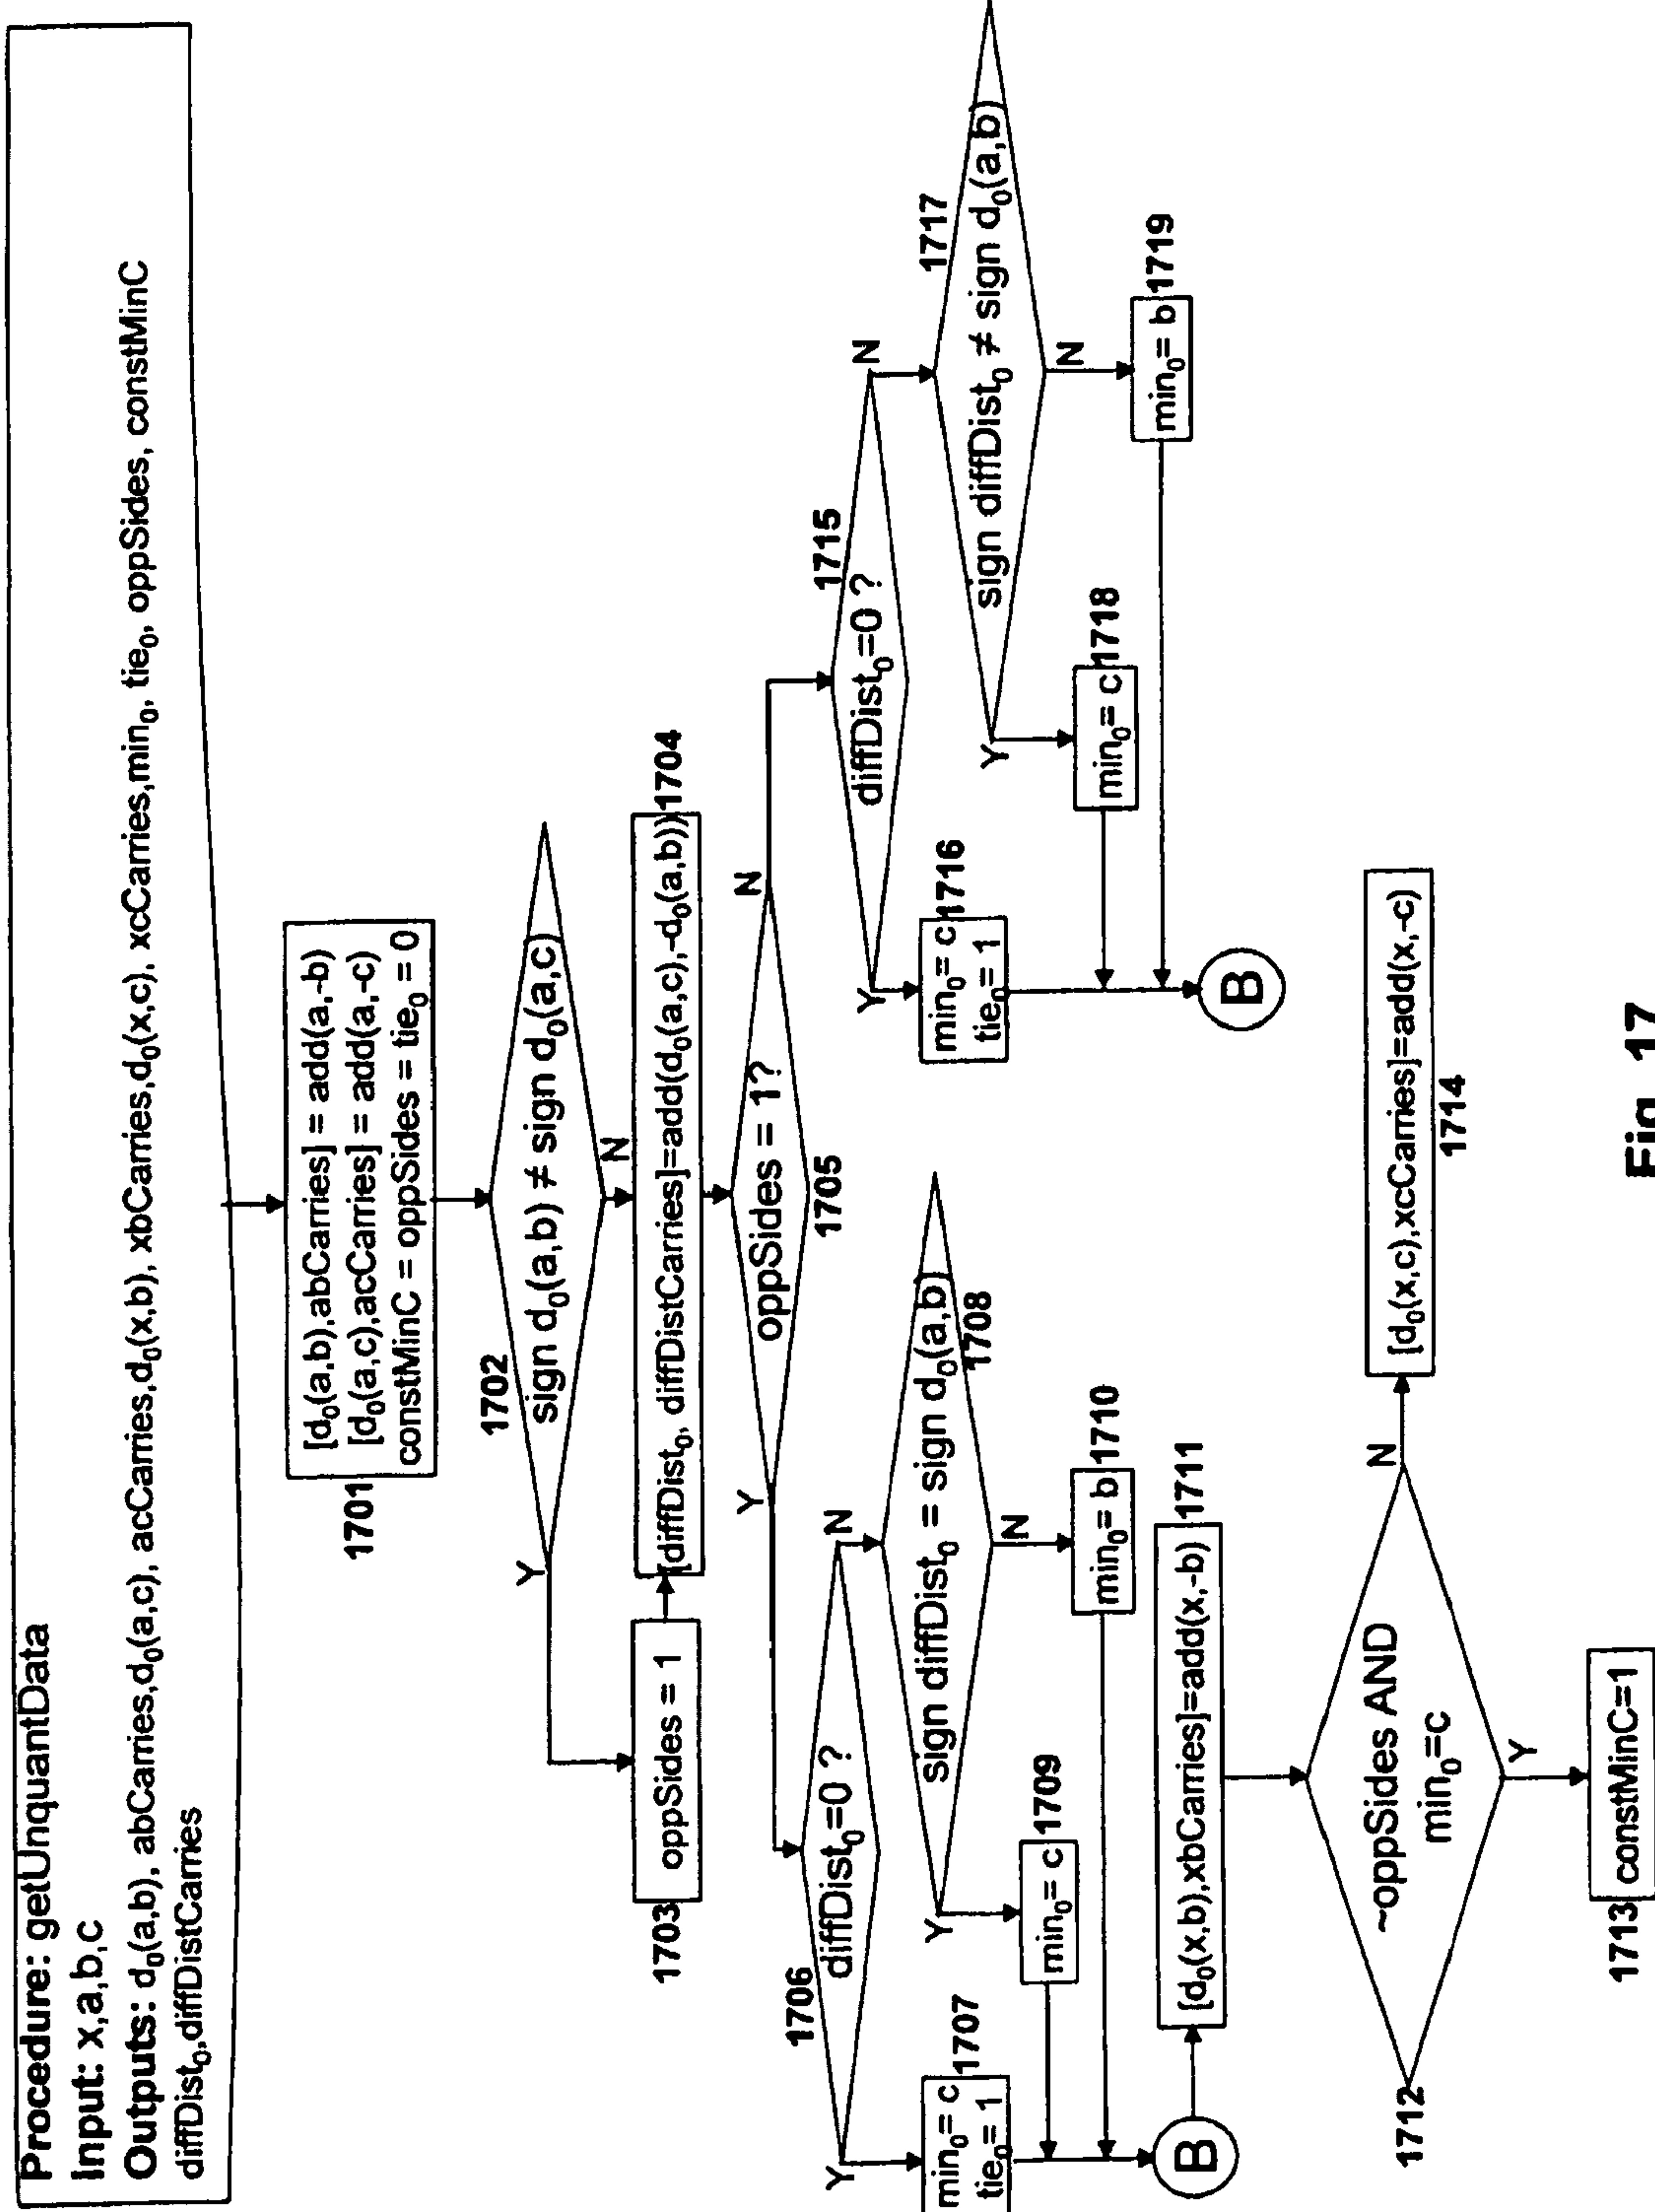 Procedure: getUnquantData
Input: x,a,b,c
Outputs: d₀(a,b), abCarries,d₀(a,c), acCarries,d₀(x,b), xbCarries,d₀(x,c), xcCarries,min₀, tie₀, oppSides, constMinC
diffDist₀,diffDistCarries
1701
[d₀(a,b),abCarries] = add(a,-b)
[d₀(a,c),accCarries] = add(a,-c)
constMinC = oppSides = tie₀ = 0
1702
sign d₀(a,b) ≠ sign d₀(a,c)
Y
N
1703
oppSides = 1
[diffDist₀, diffDistCarries]=add(d₀(a,c),-d₀(a,b))
1704
oppSides = 1?
1705
Y
N
1706
diffDist₀=0 ?
Y
N
min₀= c
tie₀= 1
1707
sign diffDist₀ = sign d₀(a,b)
1708
Y
N
min₀= c
1709
min₀= b
1710
diffDist₀=0 ?
1715
Y
N
min₀= c
tie₀= 1
1716
sign diffDist₀ ≠ sign d₀(a,b)
1717
Y
N
min₀= c
1718
min₀= b
1719
B
B
[d₀(x,b),xbCarries]=add(x,-b)
1711
1712
~oppSides AND
min₀=c
N
Y
[d₀(x,c),xcCarries]=add(x,-c)
1714
1713
constMinC=1
Fig. 17